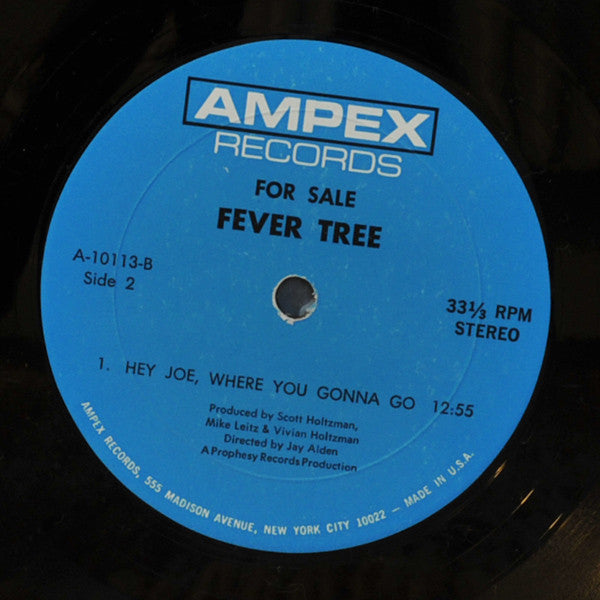 AMPEX
RECORDS
FOR SALE
FEVER TREE
A-10113-B
Side 2
33⅓ RPM
STEREO
1. HEY JOE, WHERE YOU GONNA GO 12:55
Produced by Scott Holtzman,
Mike Leitz & Vivian Holtzman
Directed by Jay Alden
A Prophesy Records Production
AMPEX RECORDS, 555 MADISON AVENUE, NEW YORK CITY 10022 — MADE IN U.S.A.